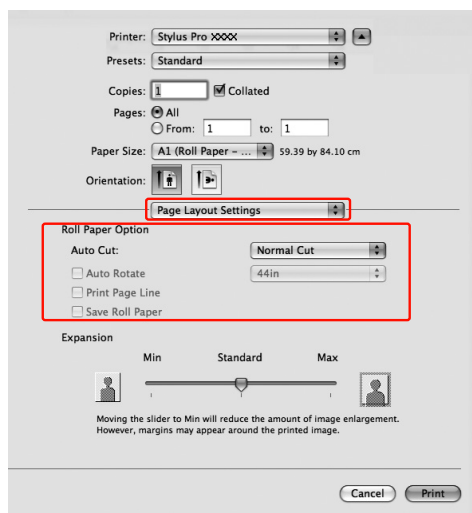 Printer: Stylus Pro XXXX
Presets: Standard
Copies: 1 Collated
Pages: All
From: 1 to: 1
Paper Size: A1 (Roll Paper – ... 59.39 by 84.10 cm
Orientation:
Page Layout Settings
Roll Paper Option
Auto Cut: Normal Cut
Auto Rotate 44in
Print Page Line
Save Roll Paper
Expansion
Min Standard Max
Moving the slider to Min will reduce the amount of image enlargement.
However, margins may appear around the printed image.
Cancel Print